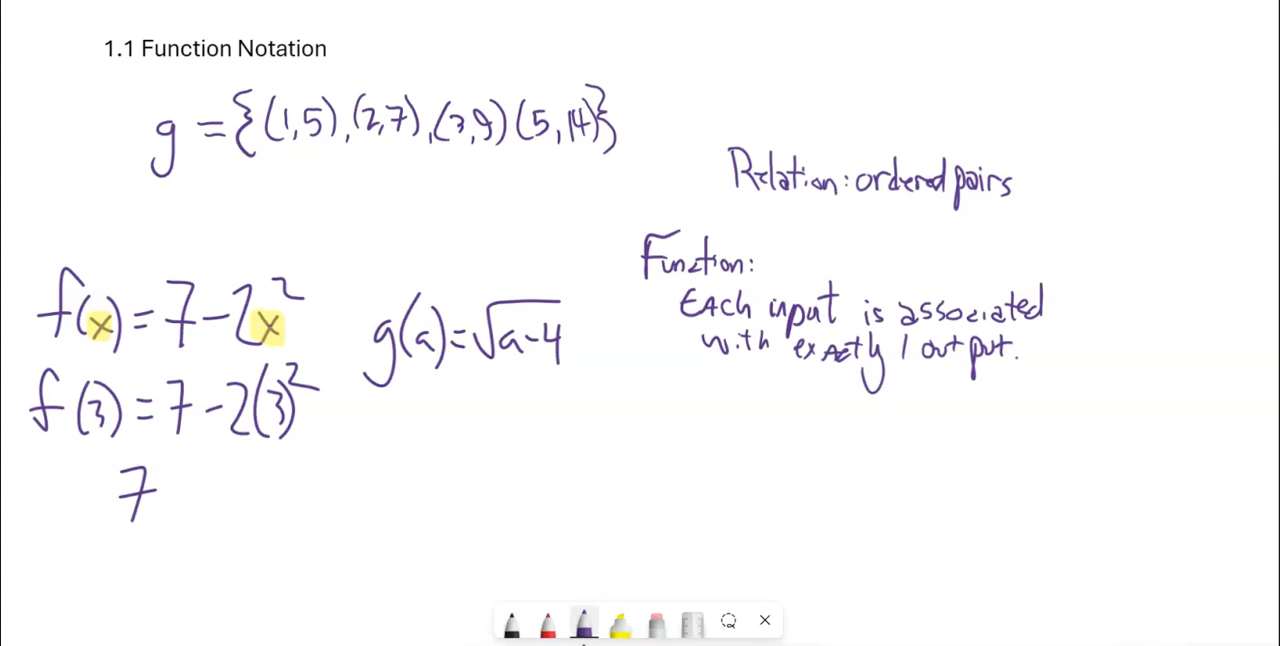 1.1 Function Notation
g = {(1,5),(2,7),(3,9)(5,14)}
Relation: ordered pairs
Function:
Each input is associated
with exactly 1 output.
f(x) = 7 - 2x²
g(a) = √a-4
f(3) = 7 - 2(3)²
7